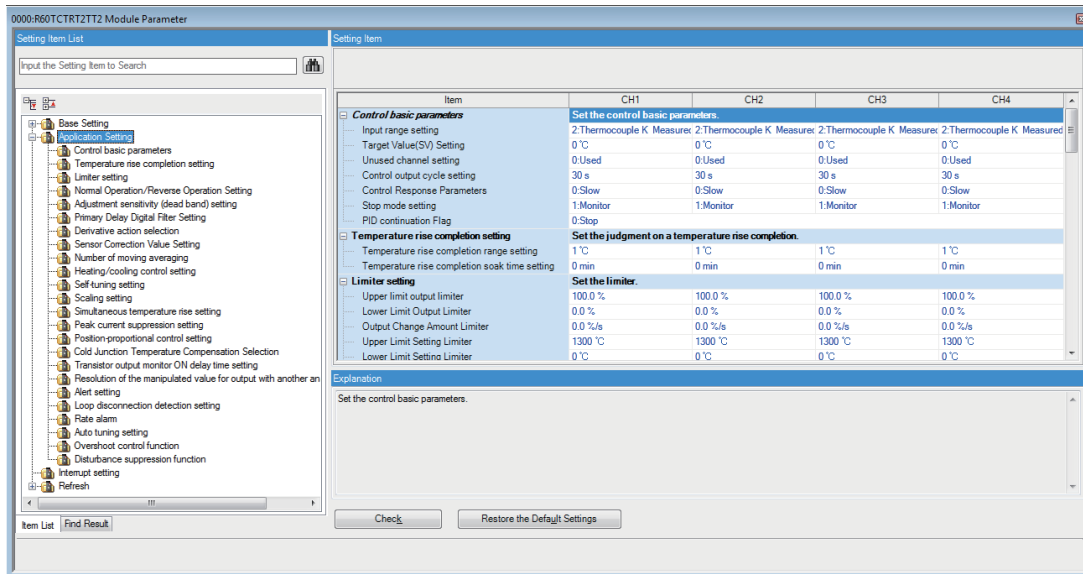 0000:R60TCTRT2TT2 Module Parameter
Setting Item List
Input the Setting Item to Search
Base Setting
Application Setting
Control basic parameters
Temperature rise completion setting
Limiter setting
Normal Operation/Reverse Operation Setting
Adjustment sensitivity (dead band) setting
Primary Delay Digital Filter Setting
Derivative action selection
Sensor Correction Value Setting
Number of moving averaging
Heating/cooling control setting
Self-tuning setting
Scaling setting
Simultaneous temperature rise setting
Peak current suppression setting
Position-proportional control setting
Cold Junction Temperature Compensation Selection
Transistor output monitor ON delay time setting
Resolution of the manipulated value for output with another an
Alert setting
Loop disconnection detection setting
Rate alarm
Auto tuning setting
Overshoot control function
Disturbance suppression function
Interrupt setting
Refresh
Item List Find Result
Setting Item
Item CH1 CH2 CH3 CH4
Control basic parameters Set the control basic parameters.
Input range setting 2:Thermocouple K Measured 2:Thermocouple K Measured 2:Thermocouple K Measured 2:Thermocouple K Measured
Target Value(SV) Setting 0 °C 0 °C 0 °C 0 °C
Unused channel setting 0:Used 0:Used 0:Used 0:Used
Control output cycle setting 30 s 30 s 30 s 30 s
Control Response Parameters 0:Slow 0:Slow 0:Slow 0:Slow
Stop mode setting 1:Monitor 1:Monitor 1:Monitor 1:Monitor
PID continuation Flag 0:Stop
Temperature rise completion setting Set the judgment on a temperature rise completion.
Temperature rise completion range setting 1 °C 1 °C 1 °C 1 °C
Temperature rise completion soak time setting 0 min 0 min 0 min 0 min
Limiter setting Set the limiter.
Upper limit output limiter 100.0 % 100.0 % 100.0 % 100.0 %
Lower Limit Output Limiter 0.0 % 0.0 % 0.0 % 0.0 %
Output Change Amount Limiter 0.0 %/s 0.0 %/s 0.0 %/s 0.0 %/s
Upper Limit Setting Limiter 1300 °C 1300 °C 1300 °C 1300 °C
Lower Limit Setting Limiter 0 °C 0 °C 0 °C 0 °C
Explanation
Set the control basic parameters.
Check Restore the Default Settings